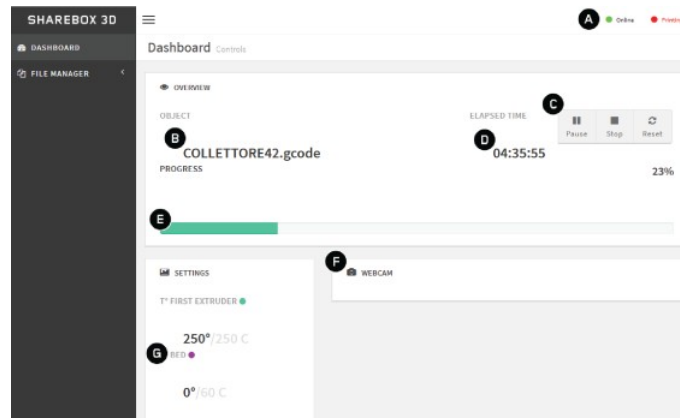 SHAREBOX 3D
A Online Printing
DASHBOARD
Dashboard Controls
FILE MANAGER
OVERVIEW
C
OBJECT ELAPSED TIME
B D
Pause Stop Reset
COLLETTORE42.gcode 04:35:55
PROGRESS 23%
E
F
SETTINGS WEBCAM
T° FIRST EXTRUDER
250°/250 C
G BED
0°/60 C